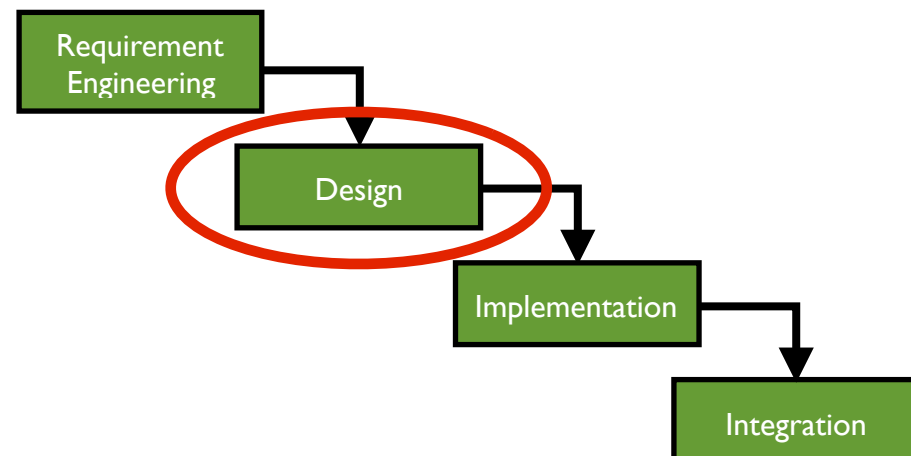 Requirement
Engineering
Design
Implementation
Integration